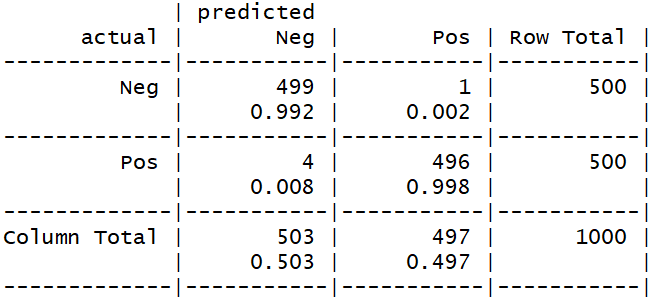 | predicted
actual | Neg | Pos | Row Total |
--------------|-----------|-----------|-----------|
Neg | 499 | 1 | 500 |
| 0.992 | 0.002 | |
--------------|-----------|-----------|-----------|
Pos | 4 | 496 | 500 |
| 0.008 | 0.998 | |
--------------|-----------|-----------|-----------|
Column Total | 503 | 497 | 1000 |
| 0.503 | 0.497 | |
--------------|-----------|-----------|-----------|